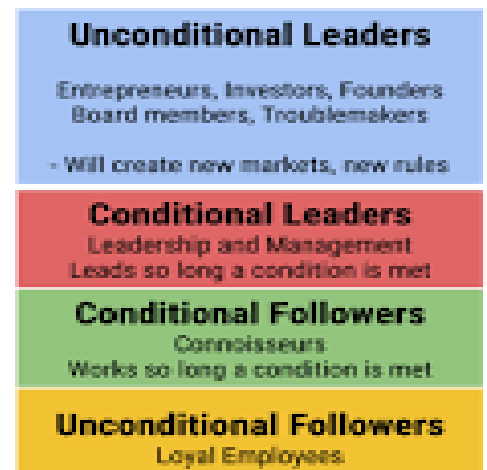 Unconditional Leaders
Entrepreneurs, Investors, Founders
Board members, Troublemakers
- Will create new markets, new rules
Conditional Leaders
Leadership and Management
Leads so long a condition is met
Conditional Followers
Connoisseurs
Works so long a condition is met
Unconditional Followers
Loyal Employees